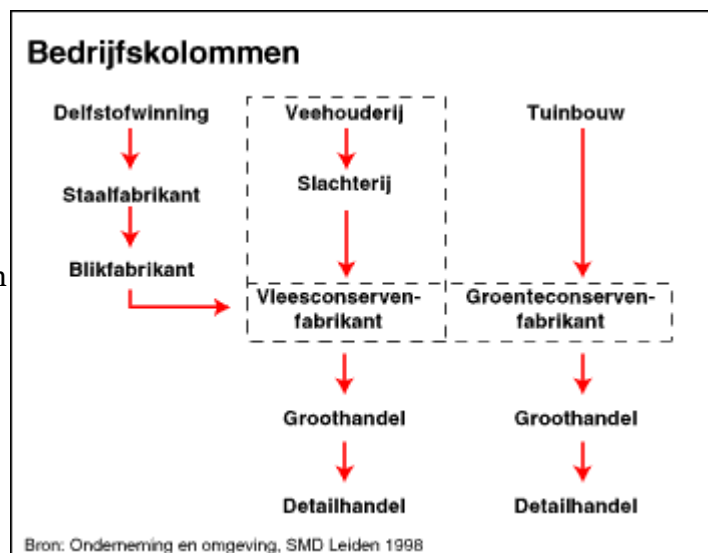 Bedrijfskolommen
Delfstofwinning
Veehouderij
Tuinbouw
Slachterij
Staalfabrikant
Blikfabrikant
n
Vleesconserven-
fabrikant
Groenteconserven-
fabrikant
Groothandel
Groothandel
Detailhandel
Detailhandel
Bron: Onderneming en omgeving, SMD Leiden 1998